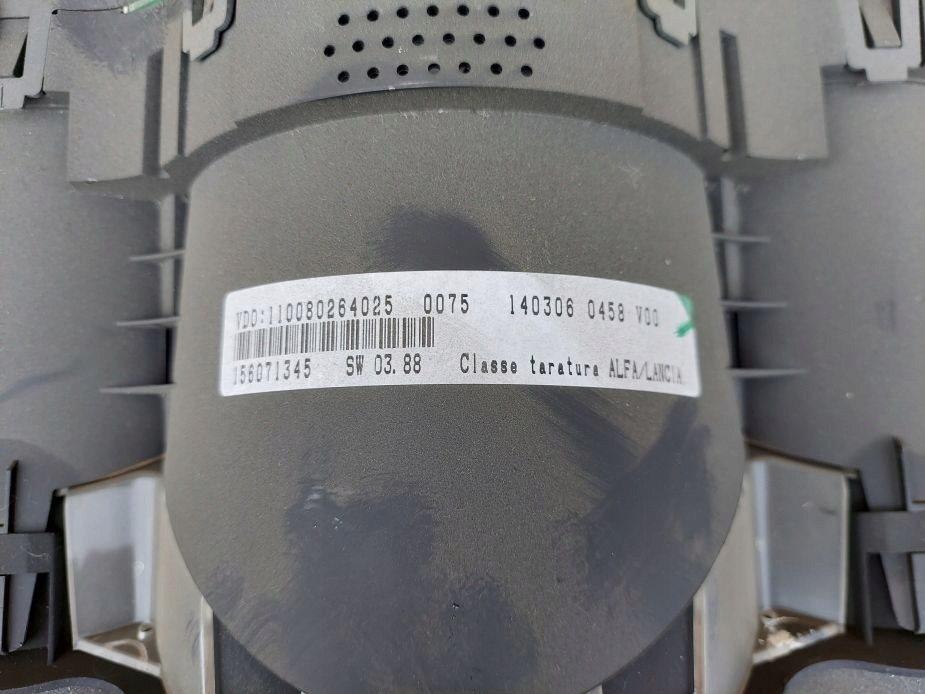 VDO:110080264025 0075 140306 0458 V00
156071345 SW 03.88 Classe taratura ALFA/LANCIA